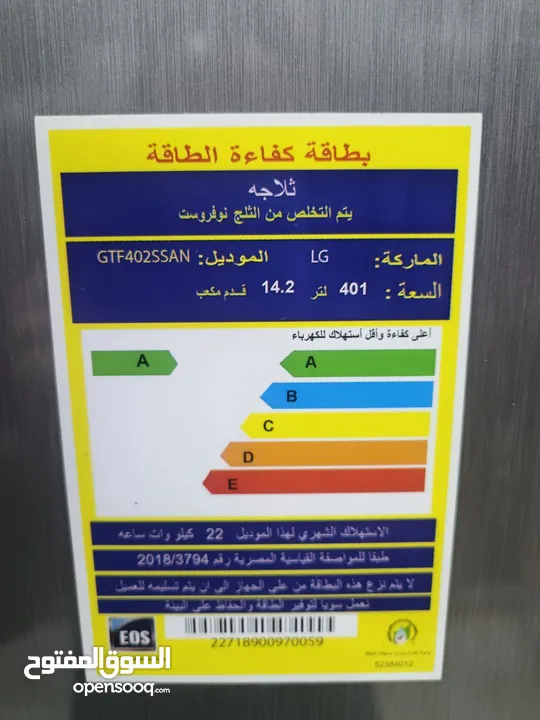 بطاقة كفاءة الطاقة
ثلاجه
يتم التخلص من الثلج نوفروست
الماركة: LG الموديل: GTF402SSAN
السعة : 401 لتر 14.2 قدم مكعب
أعلى كفاءة وأقل أستهلاك للكهرباء
A A
B
C
D
E
الاستهلاك الشهري لهذا الموديل 22 كيلو وات ساعه
طبقا للمواصفة القياسية المصرية رقم 2018/3794
لا يتم نزع هذه البطاقة من على الجهاز الى ان يتم تسليمه للعميل
نعمل سويا لتوفير الطاقة والحفاظ على البيئة
EOS
22718900970059
52384012
السوق المفتوح
opensooq.com